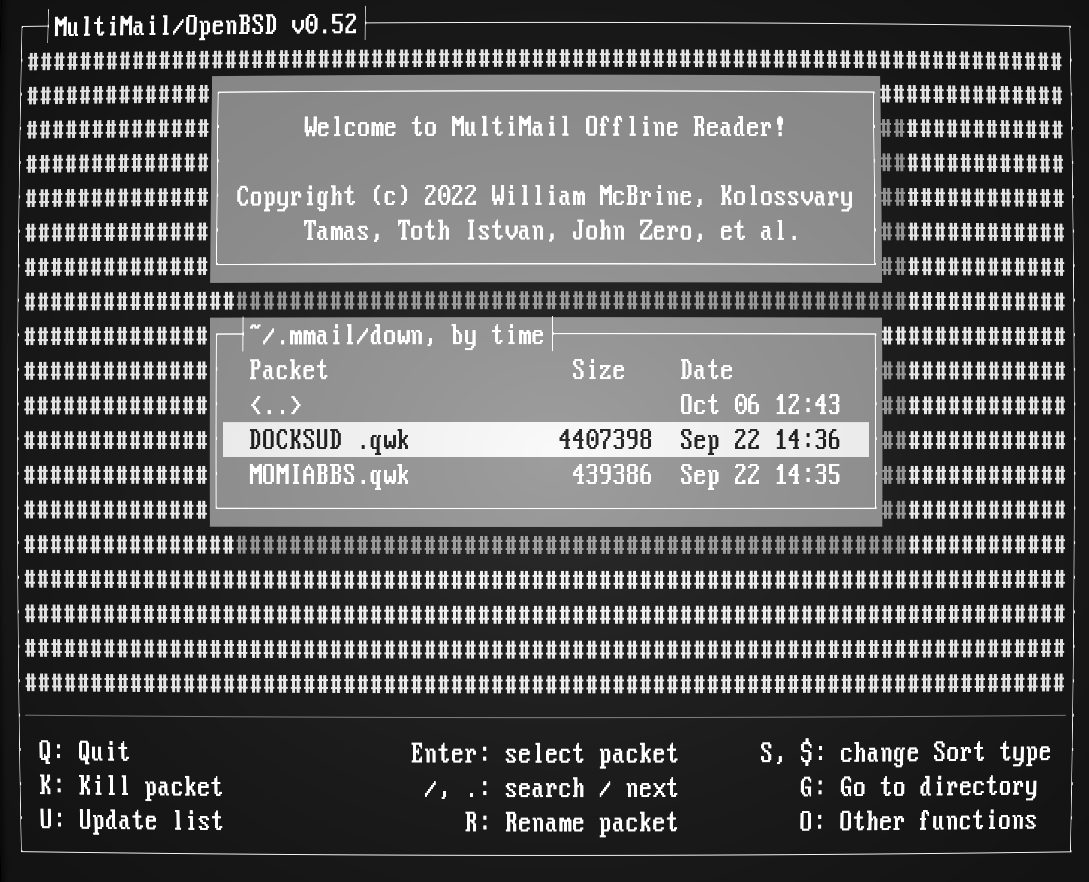 MultiMail/OpenBSD v0.52
Welcome to MultiMail Offline Reader!
Copyright (c) 2022 William McBrine, Kolossvary
Tamas, Toth Istvan, John Zero, et al.
~/.mmail/down, by time
Packet Size Date
<..> Oct 06 12:43
DOCKSUD .qwk 4407398 Sep 22 14:36
MOMIABBS.qwk 439386 Sep 22 14:35
Q: Quit Enter: select packet S, $: change Sort type
K: Kill packet /, .: search / next G: Go to directory
U: Update list R: Rename packet O: Other functions